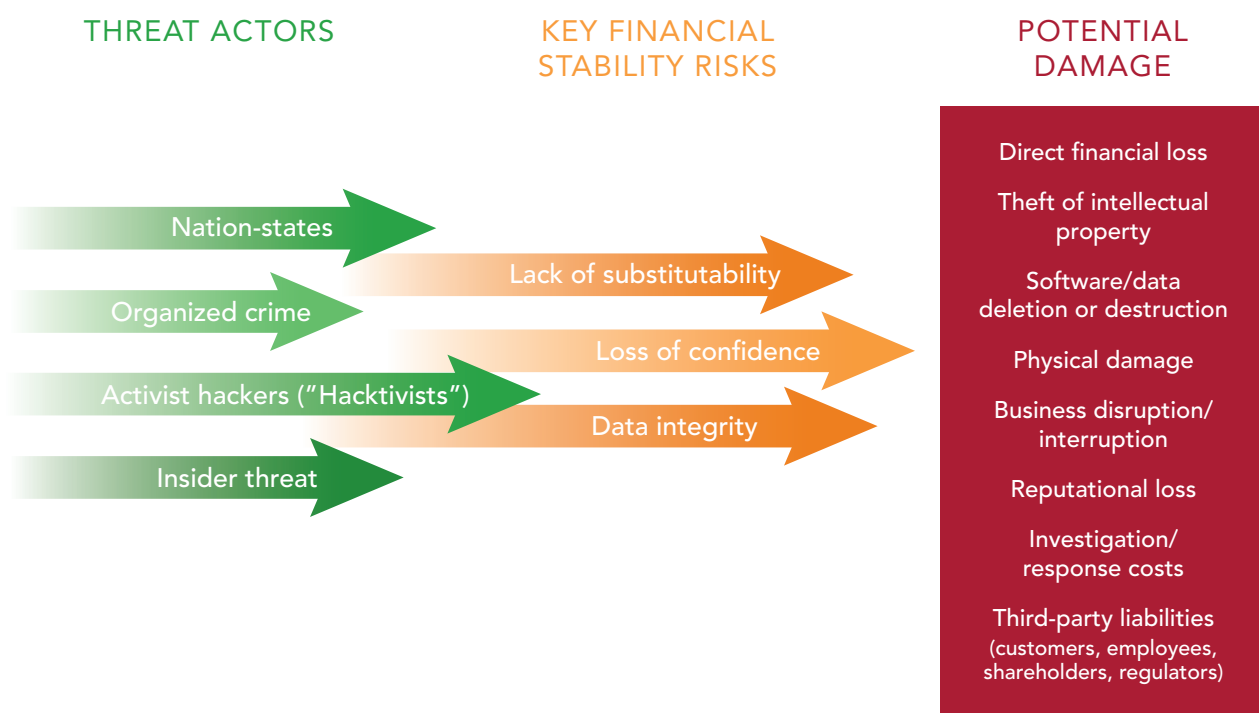 THREAT ACTORS
KEY FINANCIAL
STABILITY RISKS
POTENTIAL
DAMAGE
Nation-states
Organized crime
Activist hackers (”Hacktivists”)
Insider threat
Lack of substitutability
Loss of confidence
Data integrity
Direct financial loss
Theft of intellectual
property
Software/data
deletion or destruction
Physical damage
Business disruption/
interruption
Reputational loss
Investigation/
response costs
Third-party liabilities
(customers, employees,
shareholders, regulators)